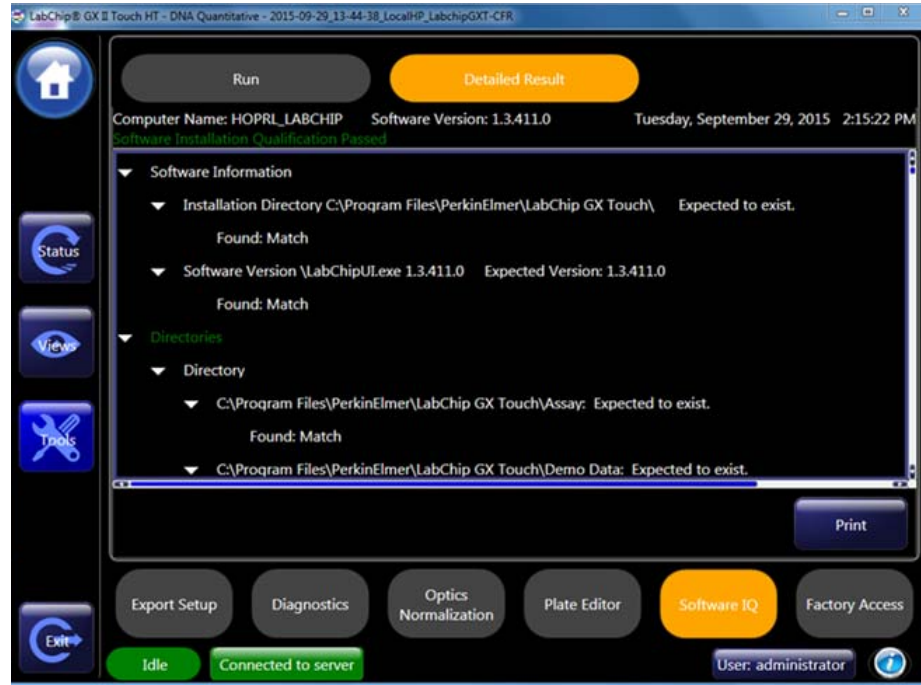 LabChip® GX II Touch HT - DNA Quantitative - 2015-09-29_13-44-38_LocalHP_LabchipGXT-CFR
Run
Detailed Result
Computer Name: HOPRL_LABCHIP Software Version: 1.3.411.0 Tuesday, September 29, 2015 2:15:22 PM
Software Installation Qualification Passed
Software Information
Installation Directory C:\Program Files\PerkinElmer\LabChip GX Touch\ Expected to exist.
Found: Match
Software Version \LabChipUI.exe 1.3.411.0 Expected Version: 1.3.411.0
Found: Match
Directories
Directory
C:\Program Files\PerkinElmer\LabChip GX Touch\Assay: Expected to exist.
Found: Match
C:\Program Files\PerkinElmer\LabChip GX Touch\Demo Data: Expected to exist.
Print
Status
Views
Tools
Exit
Export Setup
Diagnostics
Optics
Normalization
Plate Editor
Software IQ
Factory Access
Idle
Connected to server
User: administrator